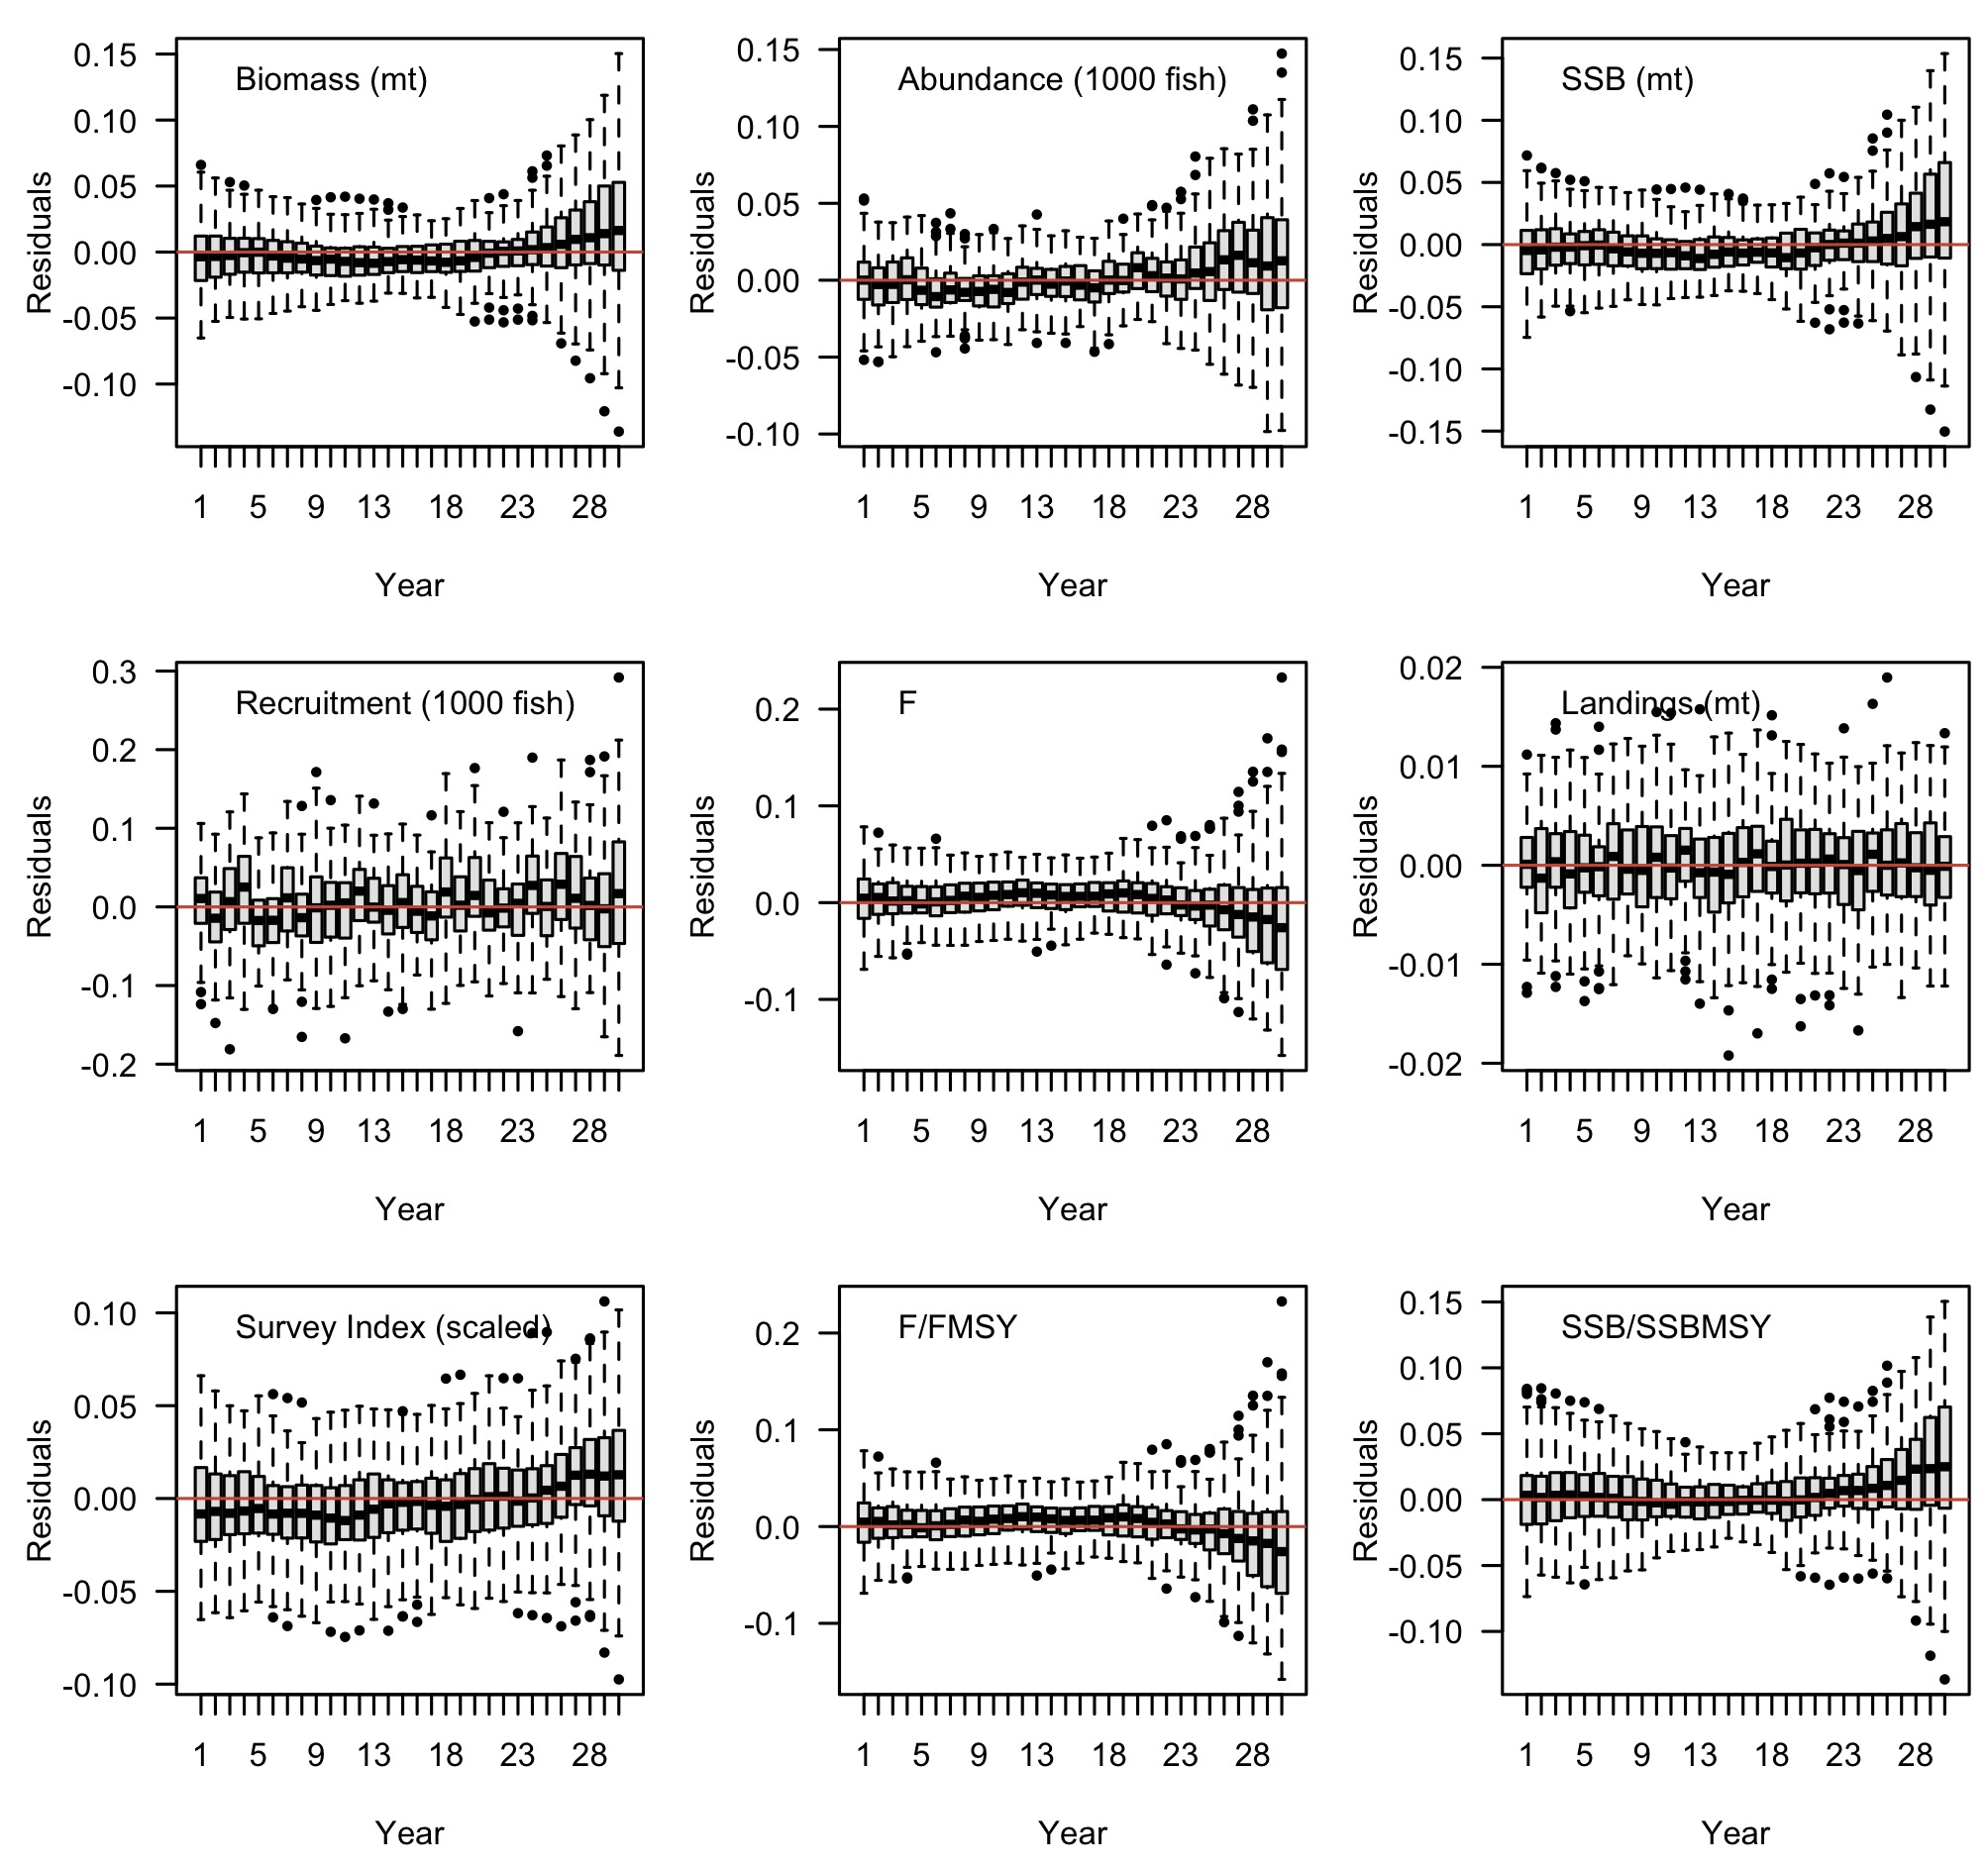 Biomass (mt)
Residuals
0.15
0.10
0.05
0.00
-0.05
-0.10
1 5 9 13 18 23 28
Year
Abundance (1000 fish)
Residuals
0.15
0.10
0.05
0.00
-0.05
-0.10
1 5 9 13 18 23 28
Year
SSB (mt)
Residuals
0.15
0.10
0.05
0.00
-0.05
-0.10
-0.15
1 5 9 13 18 23 28
Year
Recruitment (1000 fish)
Residuals
0.3
0.2
0.1
0.0
-0.1
-0.2
1 5 9 13 18 23 28
Year
F
Residuals
0.2
0.1
0.0
-0.1
1 5 9 13 18 23 28
Year
Landings (mt)
Residuals
0.02
0.01
0.00
-0.01
-0.02
1 5 9 13 18 23 28
Year
Survey Index (scaled)
Residuals
0.10
0.05
0.00
-0.05
-0.10
1 5 9 13 18 23 28
Year
F/FMSY
Residuals
0.2
0.1
0.0
-0.1
1 5 9 13 18 23 28
Year
SSB/SSBMSY
Residuals
0.15
0.10
0.05
0.00
-0.05
-0.10
1 5 9 13 18 23 28
Year